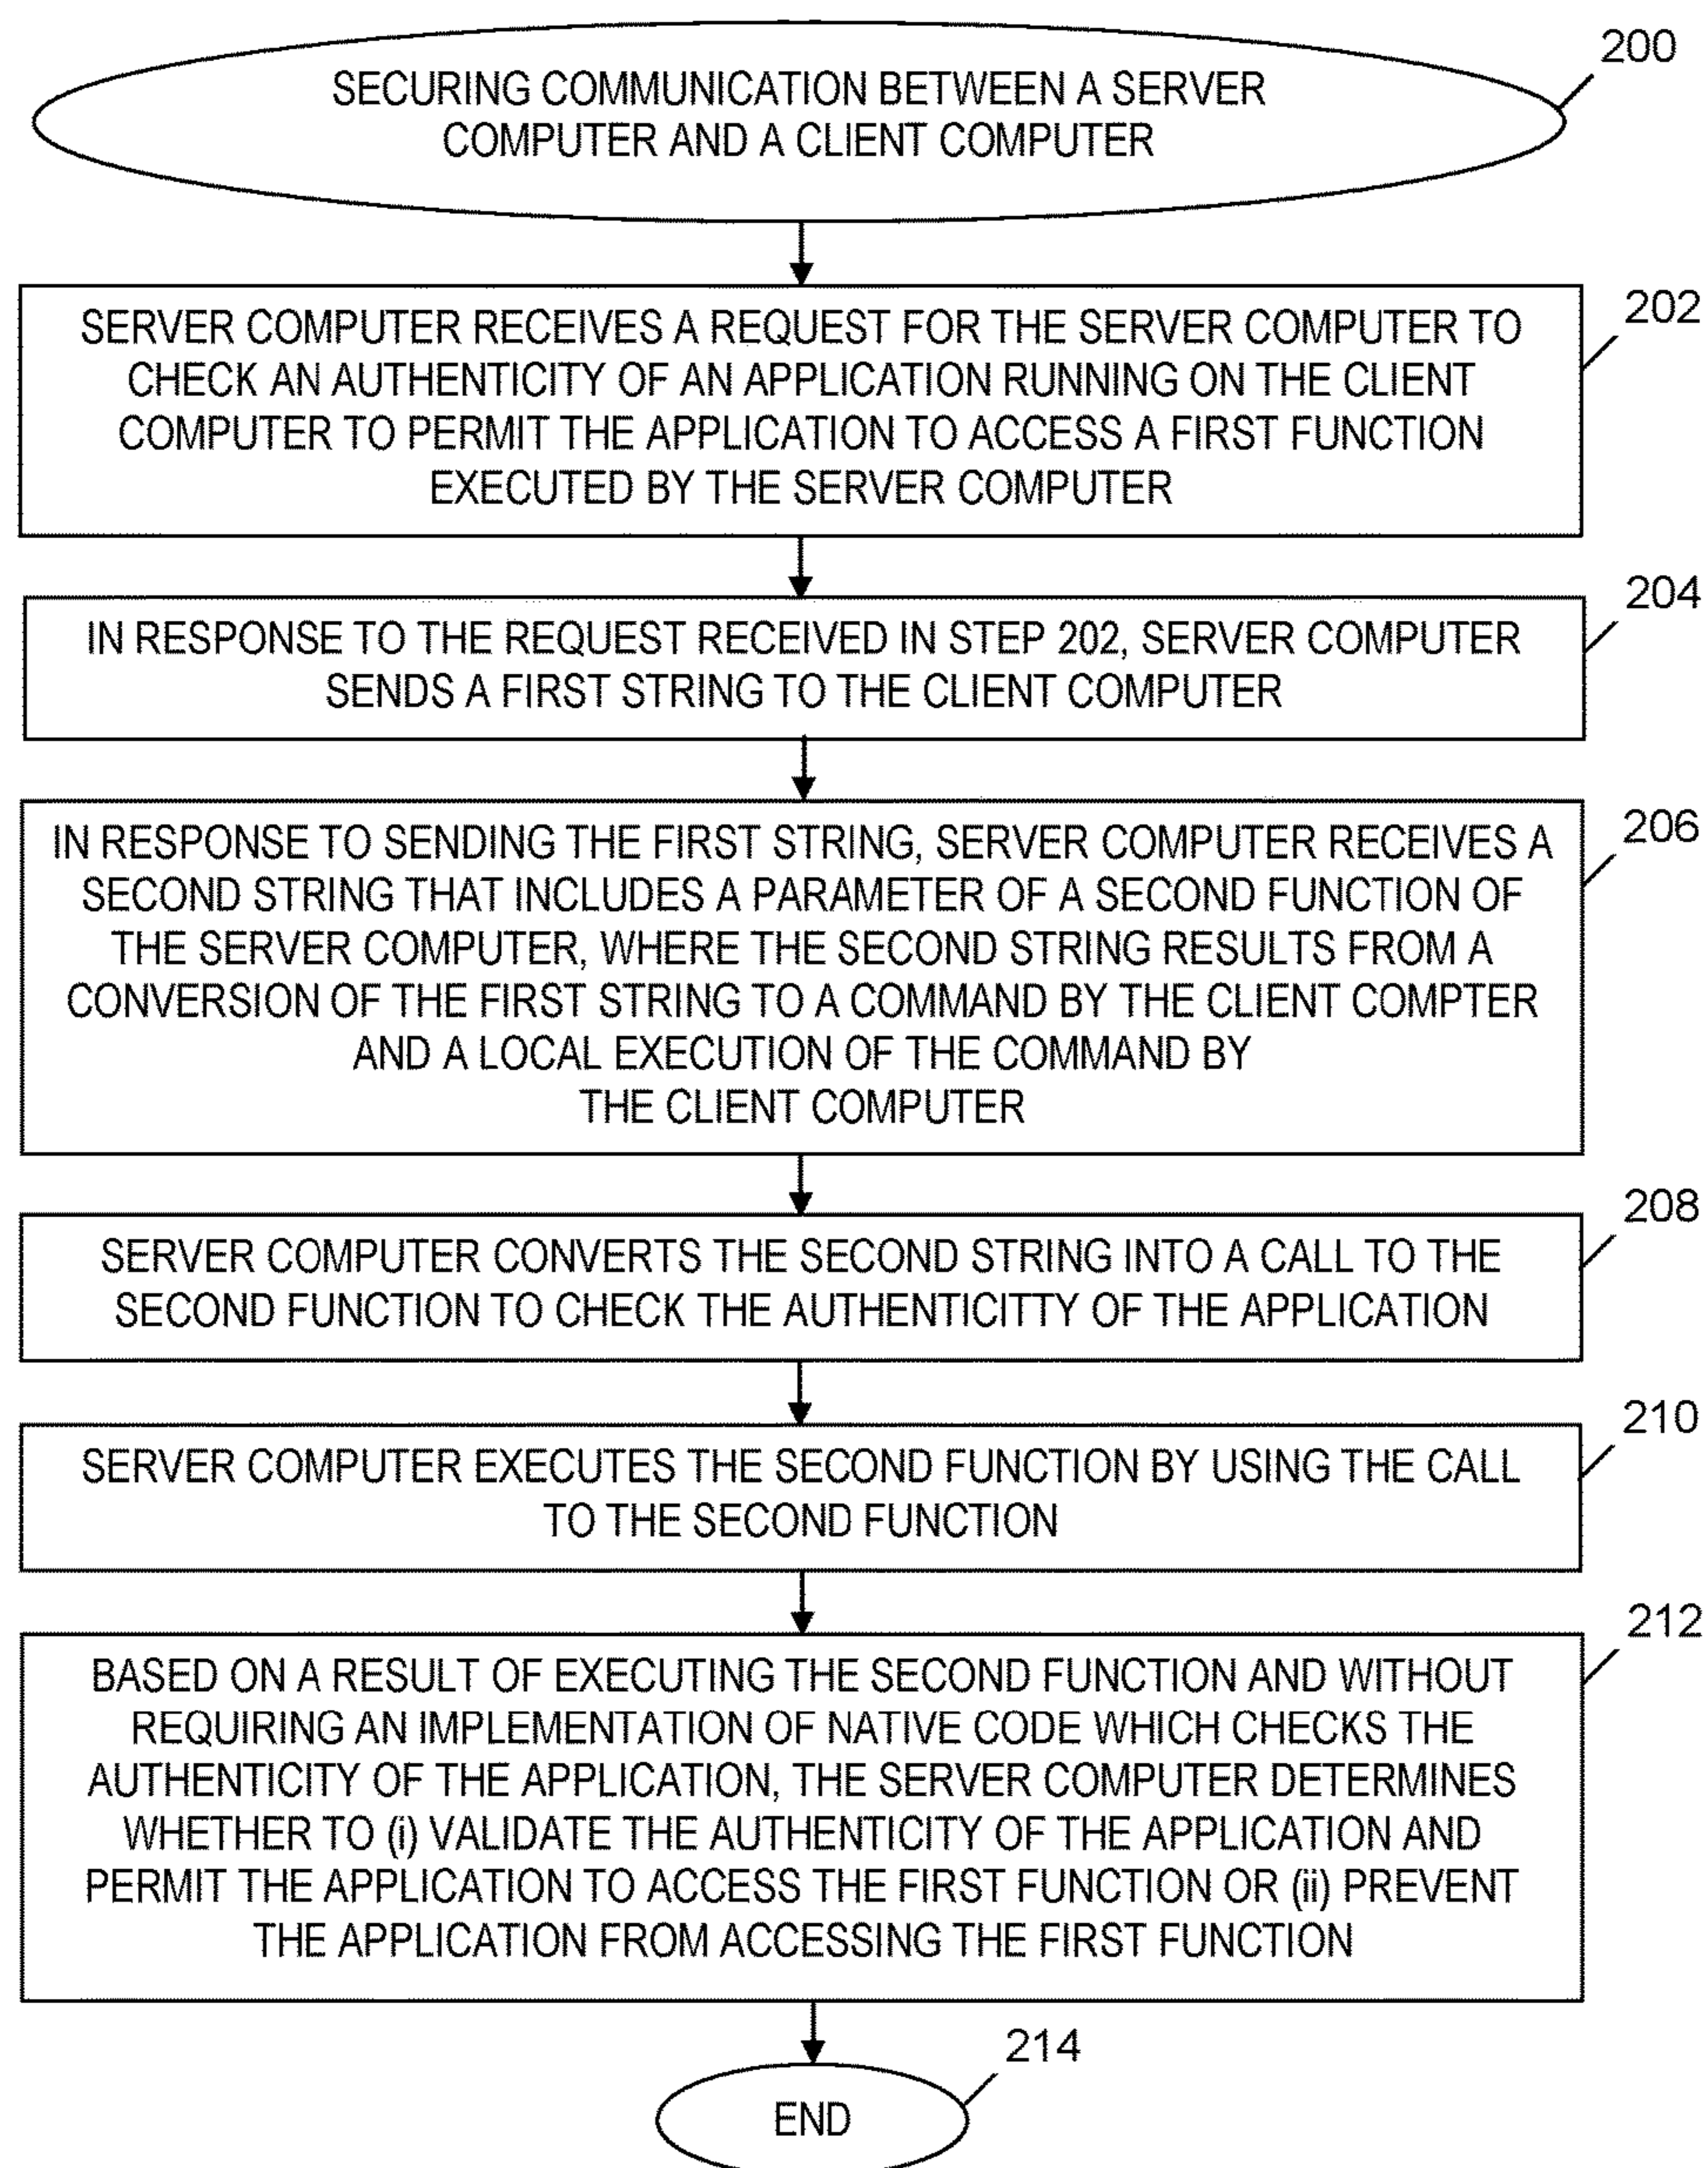 200
SECURING COMMUNICATION BETWEEN A SERVER
COMPUTER AND A CLIENT COMPUTER
202
SERVER COMPUTER RECEIVES A REQUEST FOR THE SERVER COMPUTER TO
CHECK AN AUTHENTICITY OF AN APPLICATION RUNNING ON THE CLIENT
COMPUTER TO PERMIT THE APPLICATION TO ACCESS A FIRST FUNCTION
EXECUTED BY THE SERVER COMPUTER
204
IN RESPONSE TO THE REQUEST RECEIVED IN STEP 202, SERVER COMPUTER
SENDS A FIRST STRING TO THE CLIENT COMPUTER
206
IN RESPONSE TO SENDING THE FIRST STRING, SERVER COMPUTER RECEIVES A
SECOND STRING THAT INCLUDES A PARAMETER OF A SECOND FUNCTION OF
THE SERVER COMPUTER, WHERE THE SECOND STRING RESULTS FROM A
CONVERSION OF THE FIRST STRING TO A COMMAND BY THE CLIENT COMPTER
AND A LOCAL EXECUTION OF THE COMMAND BY
THE CLIENT COMPUTER
208
SERVER COMPUTER CONVERTS THE SECOND STRING INTO A CALL TO THE
SECOND FUNCTION TO CHECK THE AUTHENTICITTY OF THE APPLICATION
210
SERVER COMPUTER EXECUTES THE SECOND FUNCTION BY USING THE CALL
TO THE SECOND FUNCTION
212
BASED ON A RESULT OF EXECUTING THE SECOND FUNCTION AND WITHOUT
REQUIRING AN IMPLEMENTATION OF NATIVE CODE WHICH CHECKS THE
AUTHENTICITY OF THE APPLICATION, THE SERVER COMPUTER DETERMINES
WHETHER TO (i) VALIDATE THE AUTHENTICITY OF THE APPLICATION AND
PERMIT THE APPLICATION TO ACCESS THE FIRST FUNCTION OR (ii) PREVENT
THE APPLICATION FROM ACCESSING THE FIRST FUNCTION
214
END